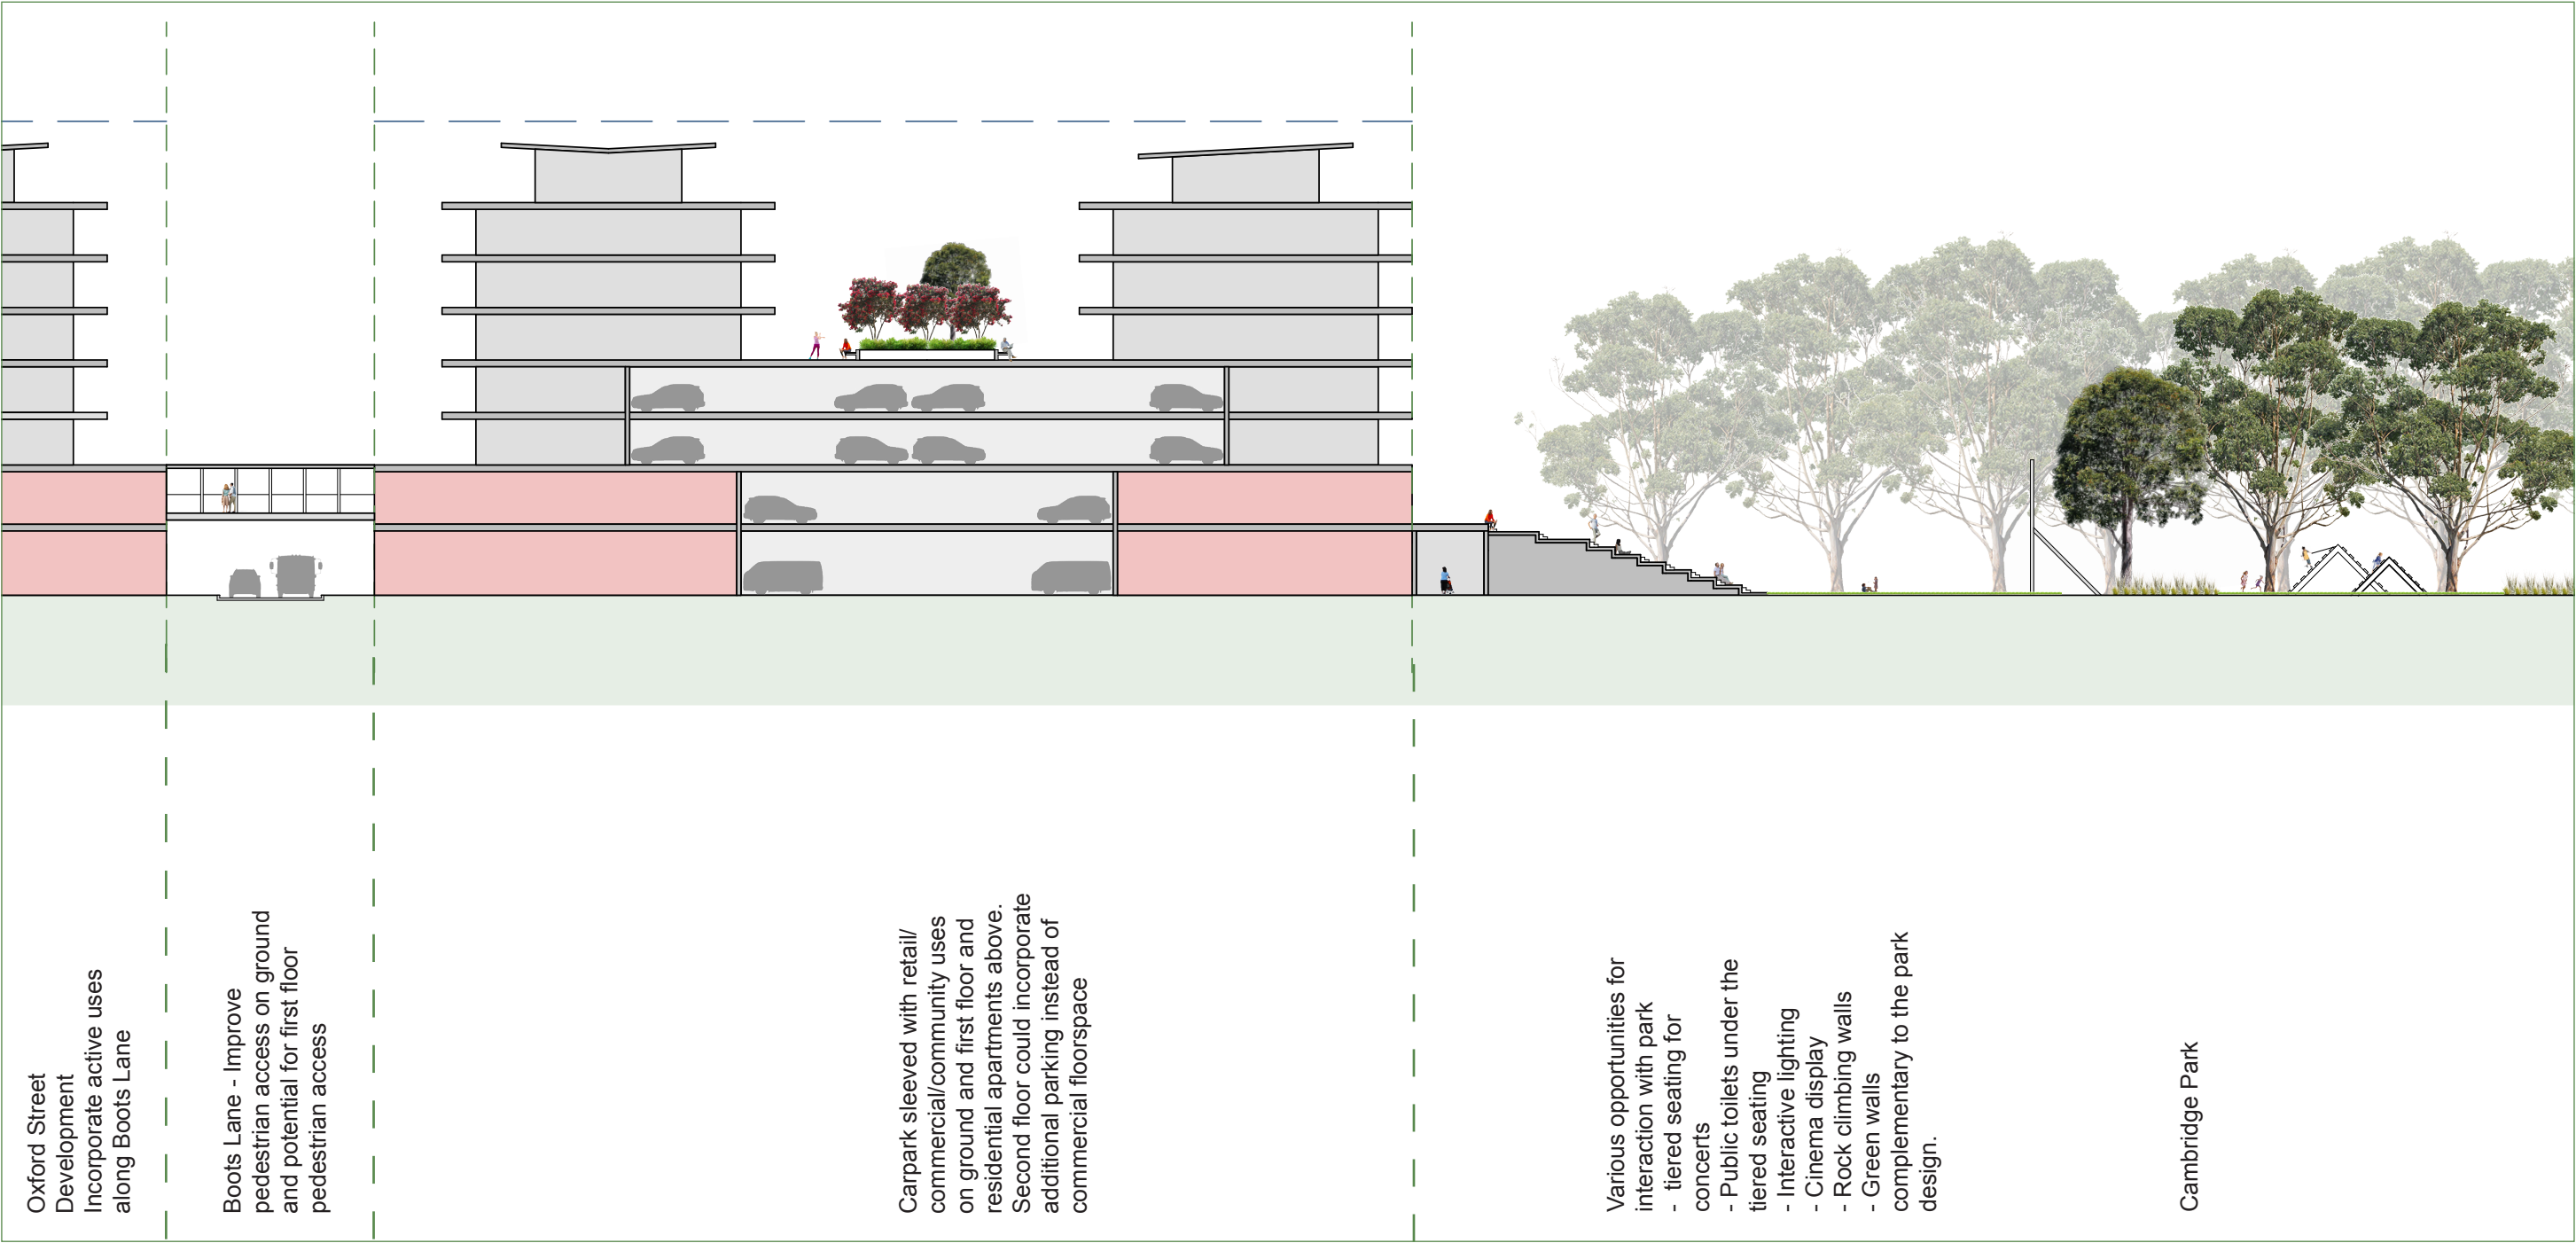 Oxford Street
Development
Incorporate active uses
along Boots Lane
Boots Lane - Improve
pedestrian access on ground
and potential for first floor
pedestrian access
Carpark sleeved with retail/
commercial/community uses
on ground and first floor and
residential apartments above.
Second floor could incorporate
additional parking instead of
commercial floorspace
Various opportunities for
interaction with park
- tiered seating for
concerts
- Public toilets under the
tiered seating
- Interactive lighting
- Cinema display
- Rock climbing walls
- Green walls
complementary to the park
design.
Cambridge Park